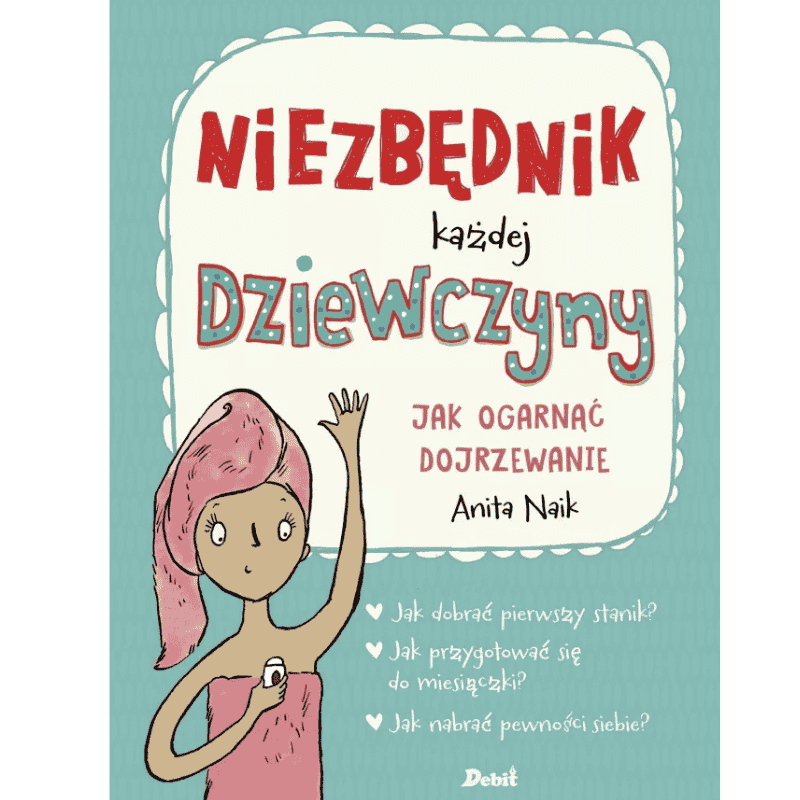 NIEZBĘDNIK
każdej
DZIEWCZYNY
JAK OGARNĄĆ
DOJRZEWANIE
Anita Naik
Jak dobrać pierwszy stanik?
Jak przygotować się
do miesiączki?
Jak nabrać pewności siebie?
Debit